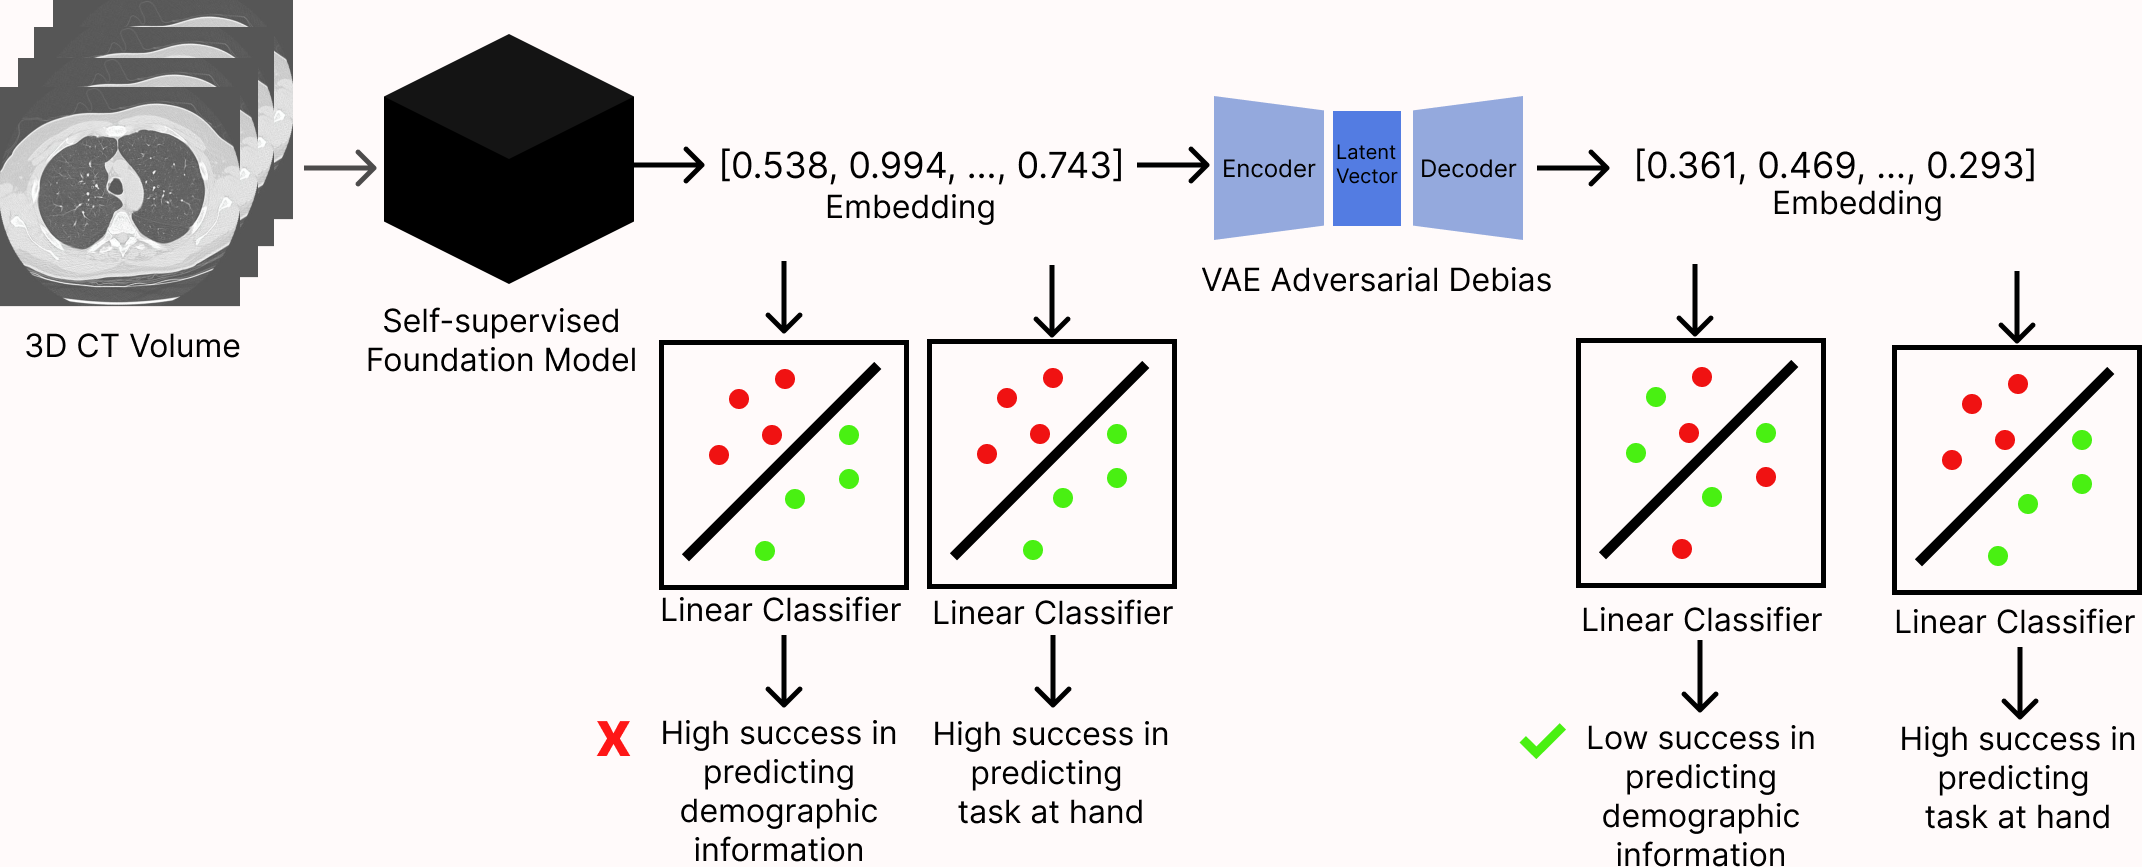 3D CT Volume
Self-supervised
Foundation Model
[0.538, 0.994, ..., 0.743]
Embedding
Encoder
Latent
Vector
Decoder
VAE Adversarial Debias
[0.361, 0.469, ..., 0.293]
Embedding
Linear Classifier
Linear Classifier
Linear Classifier
Linear Classifier
X
High success in
predicting
demographic
information
High success in
predicting
task at hand
Low success in
predicting
demographic
information
High success in
predicting
task at hand